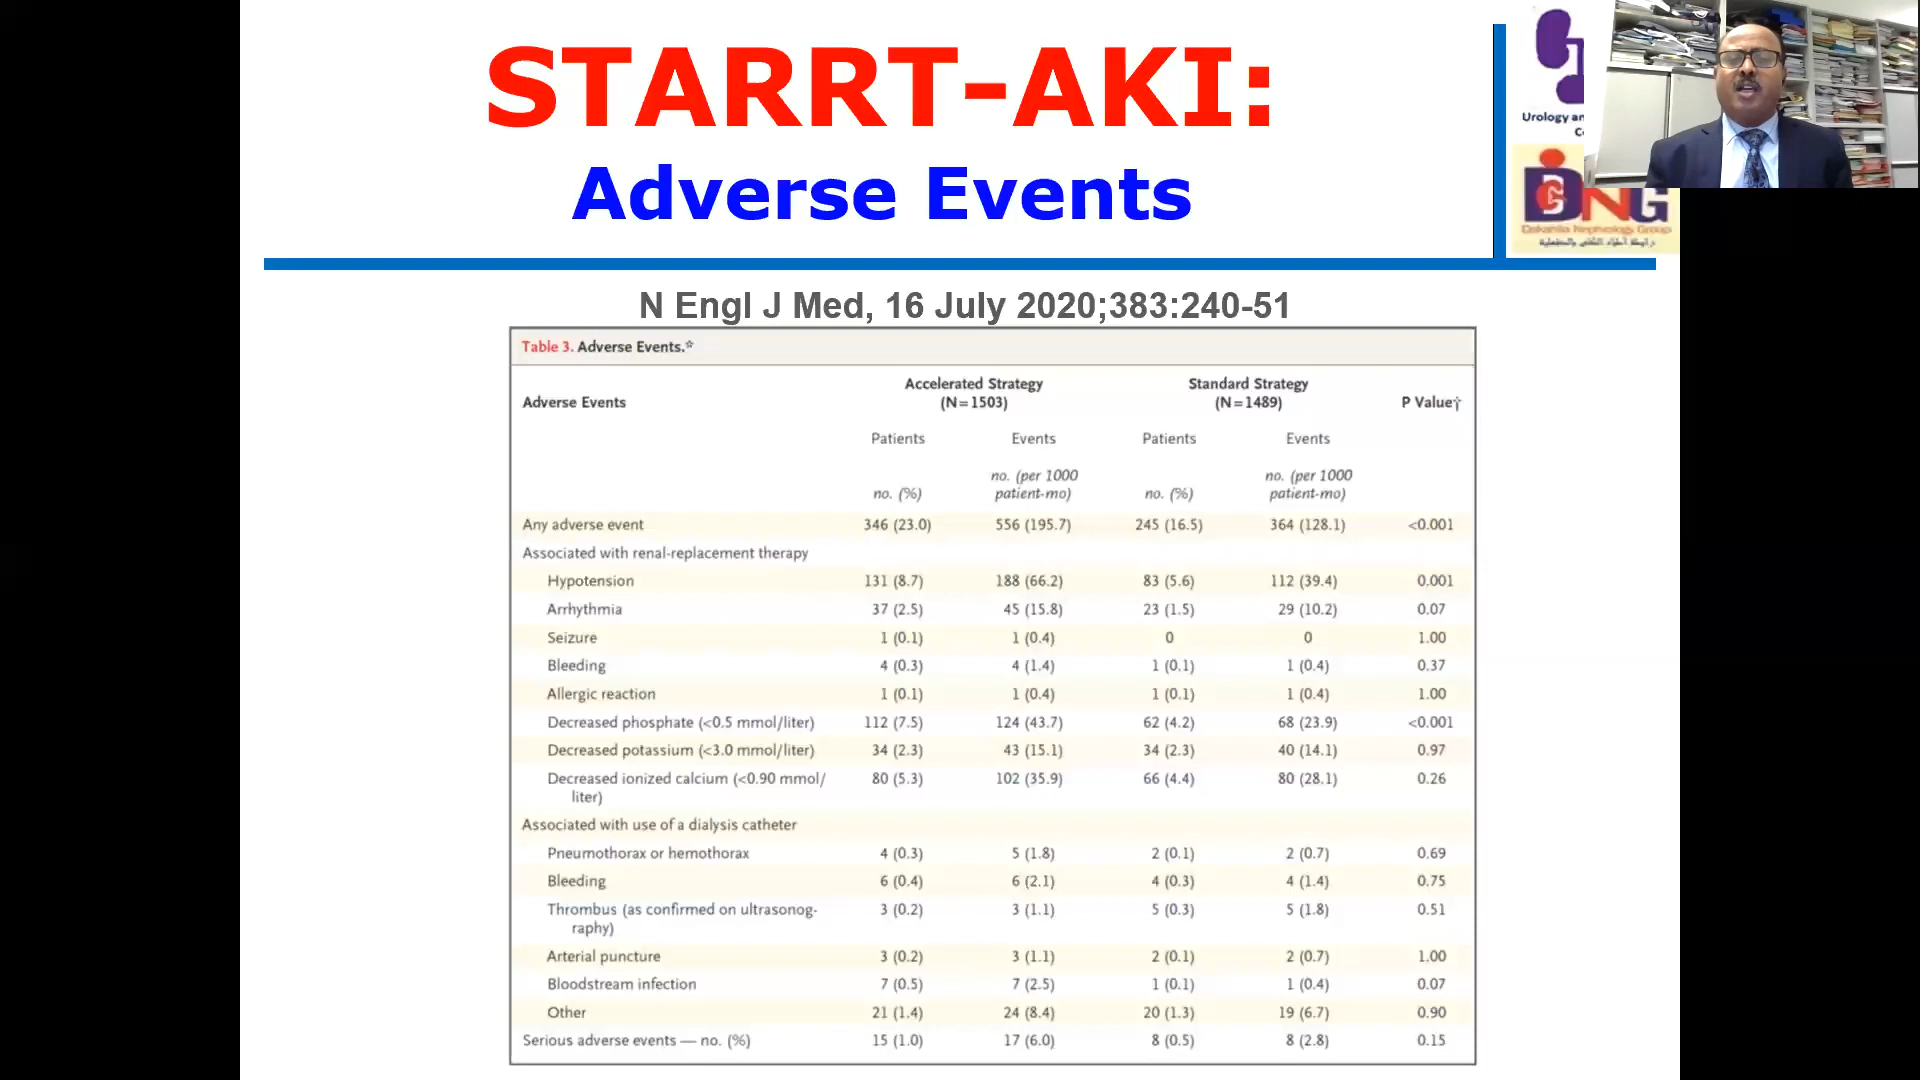 STARRT-AKI:
Adverse Events
Urology an
C
DNG
Dakahlia Nephrology Group
N Engl J Med, 16 July 2020;383:240-51
Table 3. Adverse Events.*
Adverse Events Accelerated Strategy (N=1503) Standard Strategy (N=1489) P Value†
Patients Events Patients Events
no. (%) no. (per 1000 patient-mo) no. (%) no. (per 1000 patient-mo)
Any adverse event 346 (23.0) 556 (195.7) 245 (16.5) 364 (128.1) <0.001
Associated with renal-replacement therapy
Hypotension 131 (8.7) 188 (66.2) 83 (5.6) 112 (39.4) 0.001
Arrhythmia 37 (2.5) 45 (15.8) 23 (1.5) 29 (10.2) 0.07
Seizure 1 (0.1) 1 (0.4) 0 0 1.00
Bleeding 4 (0.3) 4 (1.4) 1 (0.1) 1 (0.4) 0.37
Allergic reaction 1 (0.1) 1 (0.4) 1 (0.1) 1 (0.4) 1.00
Decreased phosphate (<0.5 mmol/liter) 112 (7.5) 124 (43.7) 62 (4.2) 68 (23.9) <0.001
Decreased potassium (<3.0 mmol/liter) 34 (2.3) 43 (15.1) 34 (2.3) 40 (14.1) 0.97
Decreased ionized calcium (<0.90 mmol/ 80 (5.3) 102 (35.9) 66 (4.4) 80 (28.1) 0.26
liter)
Associated with use of a dialysis catheter
Pneumothorax or hemothorax 4 (0.3) 5 (1.8) 2 (0.1) 2 (0.7) 0.69
Bleeding 6 (0.4) 6 (2.1) 4 (0.3) 4 (1.4) 0.75
Thrombus (as confirmed on ultrasonog- 3 (0.2) 3 (1.1) 5 (0.3) 5 (1.8) 0.51
raphy)
Arterial puncture 3 (0.2) 3 (1.1) 2 (0.1) 2 (0.7) 1.00
Bloodstream infection 7 (0.5) 7 (2.5) 1 (0.1) 1 (0.4) 0.07
Other 21 (1.4) 24 (8.4) 20 (1.3) 19 (6.7) 0.90
Serious adverse events — no. (%) 15 (1.0) 17 (6.0) 8 (0.5) 8 (2.8) 0.15